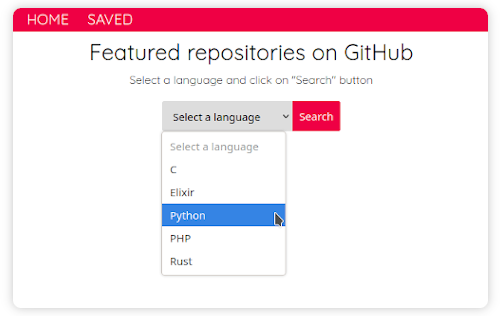 HOME SAVED
Featured repositories on GitHub
Select a language and click on "Search" button
Select a language Search
Select a language
C
Elixir
Python
PHP
Rust